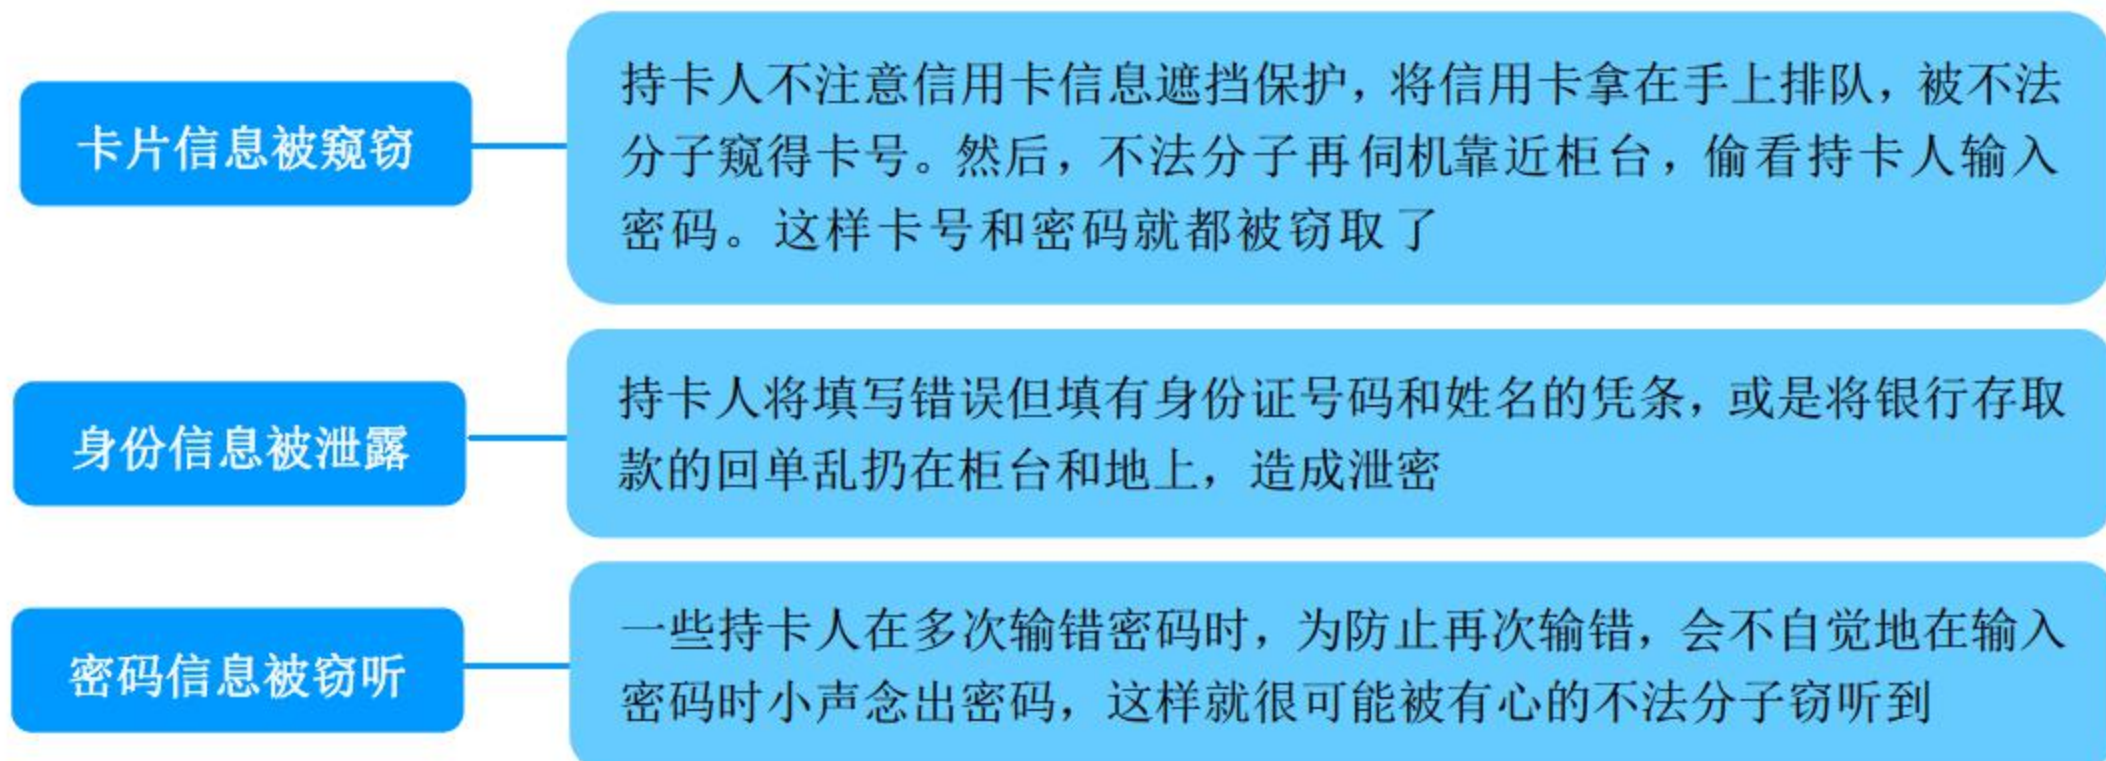 卡片信息被窥窃
持卡人不注意信用卡信息遮挡保护，将信用卡拿在手上排队，被不法
分子窥得卡号。然后，不法分子再伺机靠近柜台，偷看持卡人输入
密码。这样卡号和密码就都被窃取了
身份信息被泄露
持卡人将填写错误但填有身份证号码和姓名的凭条，或是将银行存取
款的回单乱扔在柜台和地上，造成泄密
密码信息被窃听
一些持卡人在多次输错密码时，为防止再次输错，会不自觉地在输入
密码时小声念出密码，这样就很可能被有心的不法分子窃听到